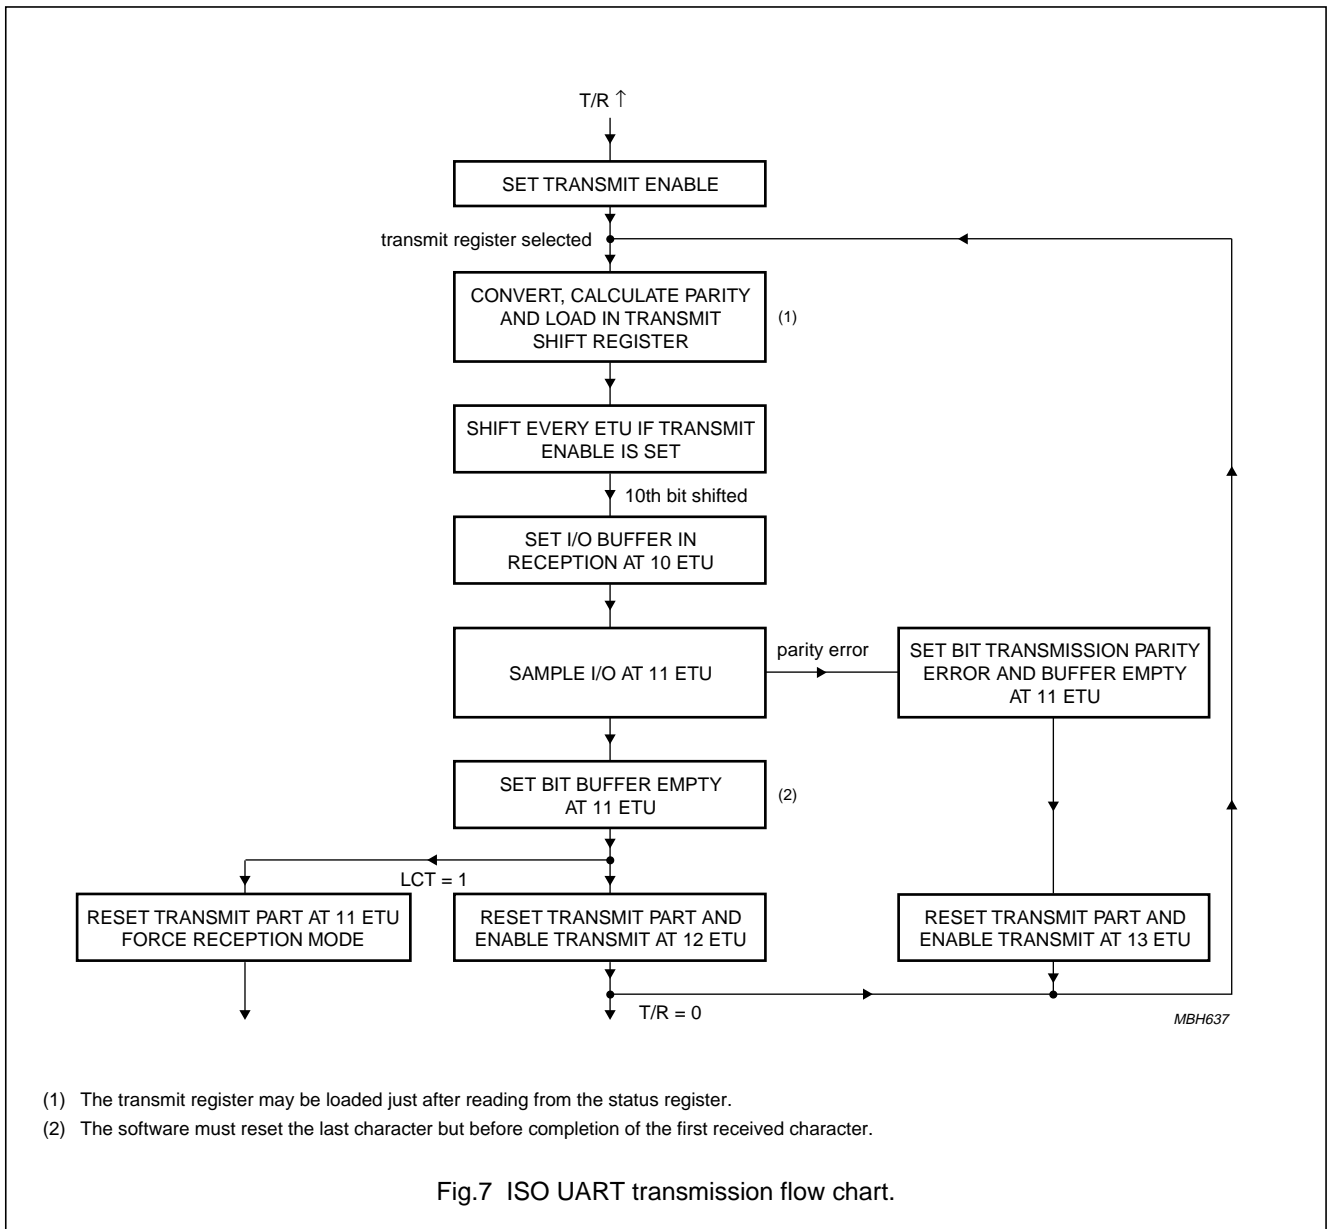 T/R ↑
SET TRANSMIT ENABLE
transmit register selected
CONVERT, CALCULATE PARITY
AND LOAD IN TRANSMIT
SHIFT REGISTER
(1)
SHIFT EVERY ETU IF TRANSMIT
ENABLE IS SET
10th bit shifted
SET I/O BUFFER IN
RECEPTION AT 10 ETU
SAMPLE I/O AT 11 ETU
parity error
SET BIT TRANSMISSION PARITY
ERROR AND BUFFER EMPTY
AT 11 ETU
SET BIT BUFFER EMPTY
AT 11 ETU
(2)
LCT = 1
RESET TRANSMIT PART AT 11 ETU
FORCE RECEPTION MODE
RESET TRANSMIT PART AND
ENABLE TRANSMIT AT 12 ETU
RESET TRANSMIT PART AND
ENABLE TRANSMIT AT 13 ETU
T/R = 0
MBH637
(1) The transmit register may be loaded just after reading from the status register.
(2) The software must reset the last character but before completion of the first received character.
Fig.7 ISO UART transmission flow chart.